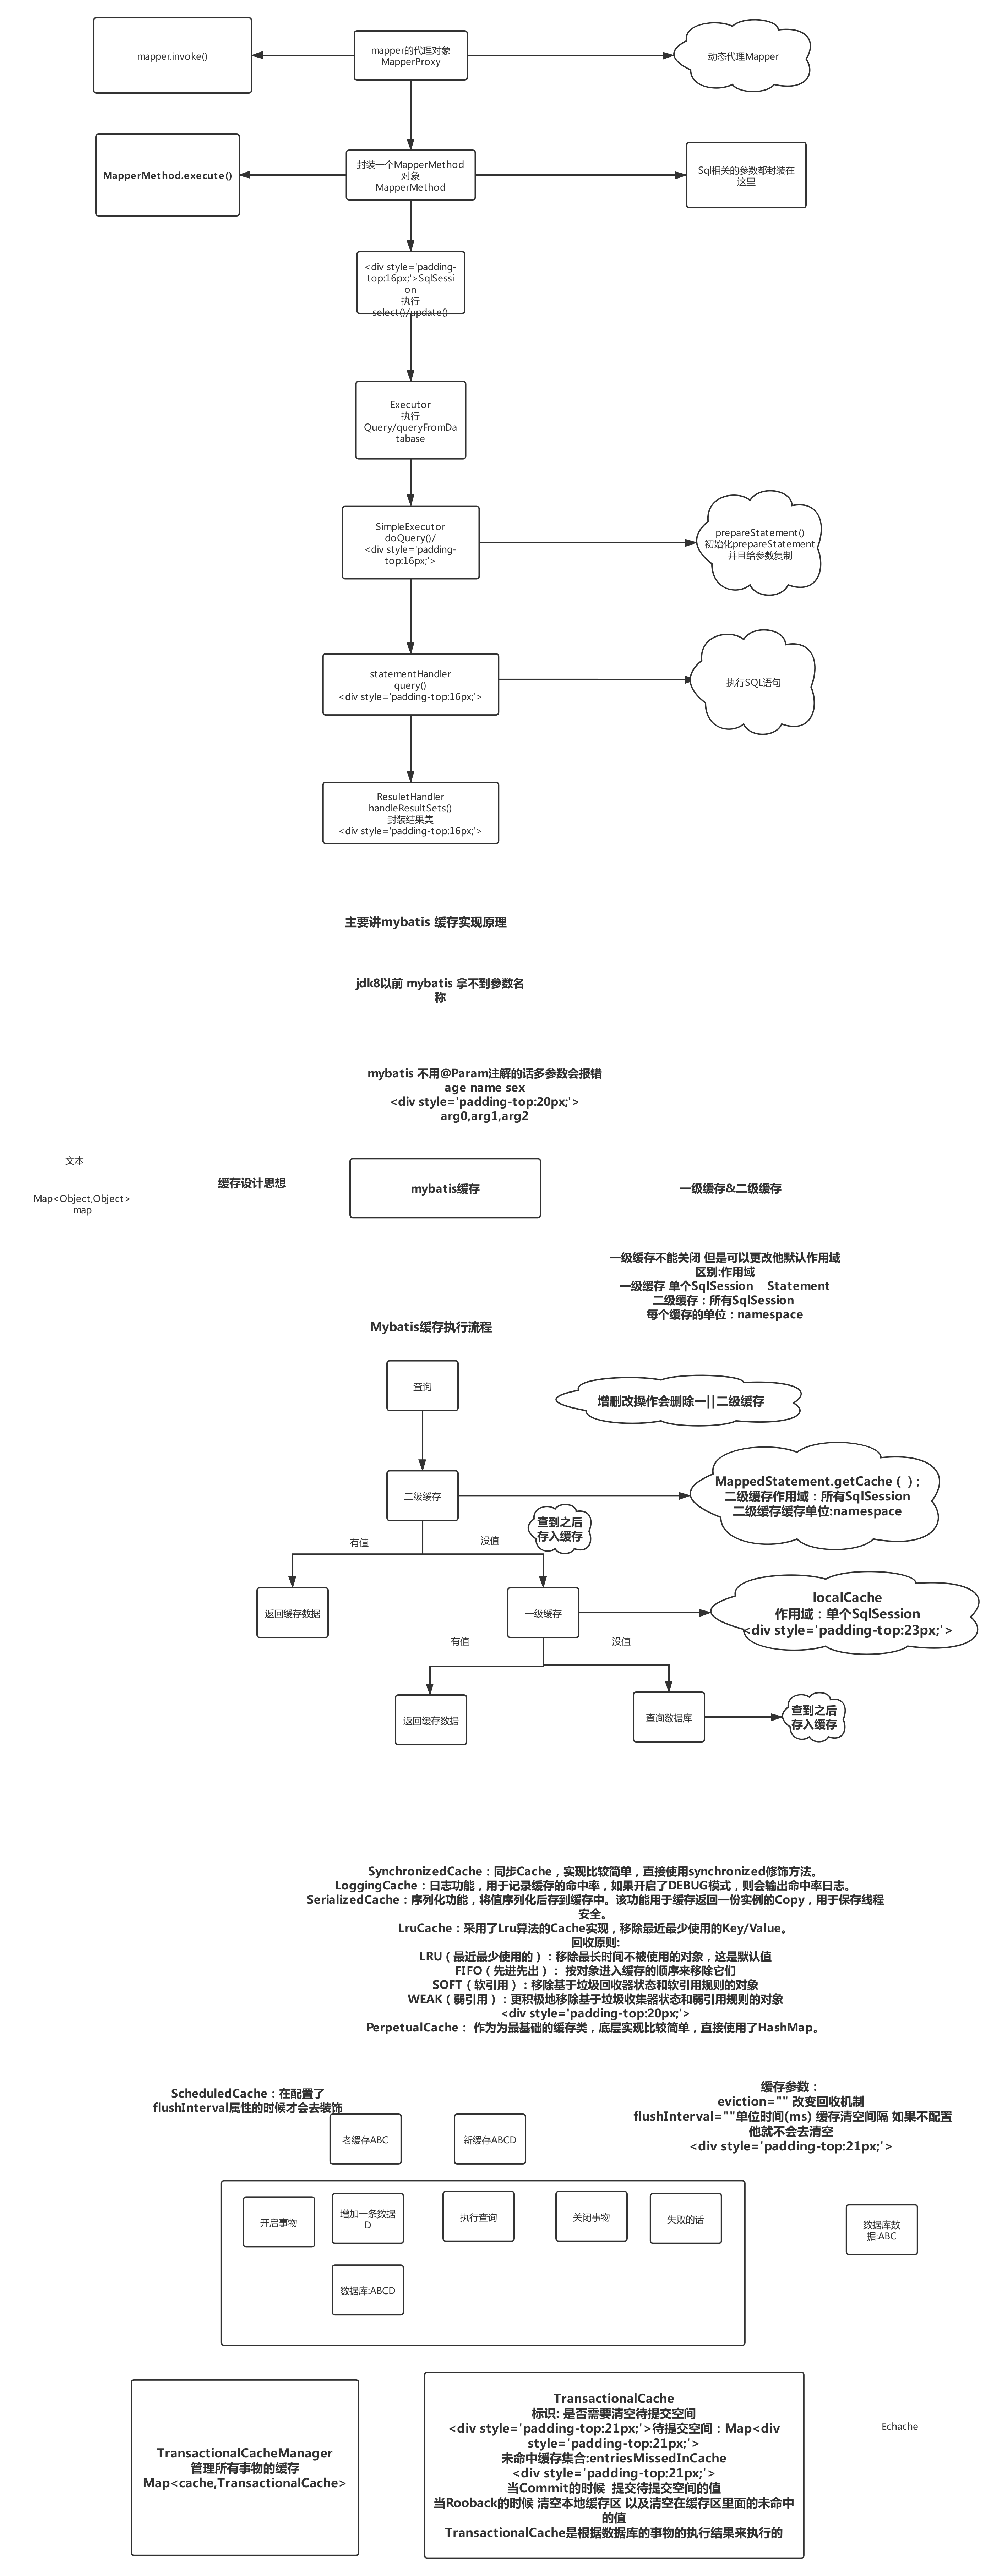 mapper.invoke()
mapper的代理对象
MapperProxy
动态代理Mapper
MapperMethod.execute()
封装一个MapperMethod
对象
MapperMethod
Sql相关的参数都封装在
这里
<div style='padding-
top:16px;'>SqlSessi
on
执行
select()/update()
Executor
执行
Query/queryFromDa
tabase
SimpleExecutor
doQuery()/
<div style='padding-
top:16px;'>
prepareStatement()
初始化prepareStatement
并且给参数复制
statementHandler
query()
<div style='padding-top:16px;'>
执行SQL语句
ResuletHandler
handleResultSets()
封装结果集
<div style='padding-top:16px;'>
主要讲mybatis 缓存实现原理
jdk8以前 mybatis 拿不到参数名
称
mybatis 不用@Param注解的话多参数会报错
age name sex
<div style='padding-top:20px;'>
arg0,arg1,arg2
文本
Map<Object,Object>
map
缓存设计思想
mybatis缓存
一级缓存&二级缓存
一级缓存不能关闭 但是可以更改他默认作用域
区别:作用域
一级缓存 单个SqlSession    Statement
二级缓存：所有SqlSession
每个缓存的单位：namespace
Mybatis缓存执行流程
查询
增删改操作会删除一||二级缓存
二级缓存
MappedStatement.getCache（ ）;
二级缓存作用域：所有SqlSession
二级缓存缓存单位:namespace
查到之后
存入缓存
有值
没值
返回缓存数据
一级缓存
localCache
作用域：单个SqlSession
<div style='padding-top:23px;'>
有值
没值
返回缓存数据
查询数据库
查到之后
存入缓存
SynchronizedCache：同步Cache，实现比较简单，直接使用synchronized修饰方法。
LoggingCache：日志功能，用于记录缓存的命中率，如果开启了DEBUG模式，则会输出命中率日志。
SerializedCache：序列化功能，将值序列化后存到缓存中。该功能用于缓存返回一份实例的Copy，用于保存线程
安全。
LruCache：采用了Lru算法的Cache实现，移除最近最少使用的Key/Value。
回收原则:
LRU（最近最少使用的）：移除最长时间不被使用的对象，这是默认值
FIFO（先进先出）： 按对象进入缓存的顺序来移除它们
SOFT（软引用）：移除基于垃圾回收器状态和软引用规则的对象
WEAK（弱引用）：更积极地移除基于垃圾收集器状态和弱引用规则的对象
<div style='padding-top:20px;'>
PerpetualCache： 作为为最基础的缓存类，底层实现比较简单，直接使用了HashMap。
ScheduledCache：在配置了
flushInterval属性的时候才会去装饰
缓存参数：
eviction="" 改变回收机制
flushInterval=""单位时间(ms) 缓存清空间隔 如果不配置
他就不会去清空
<div style='padding-top:21px;'>
老缓存ABC
新缓存ABCD
开启事物
增加一条数据
D
执行查询
关闭事物
失败的话
数据库:ABCD
数据库数
据:ABC
TransactionalCacheManager
管理所有事物的缓存
Map<cache,TransactionalCache>
TransactionalCache
标识: 是否需要清空待提交空间
<div style='padding-top:21px;'>待提交空间：Map<div
style='padding-top:21px;'>
未命中缓存集合:entriesMissedInCache
<div style='padding-top:21px;'>
当Commit的时候  提交待提交空间的值
当Rooback的时候 清空本地缓存区 以及清空在缓存区里面的未命中
的值
TransactionalCache是根据数据库的事物的执行结果来执行的
Echache